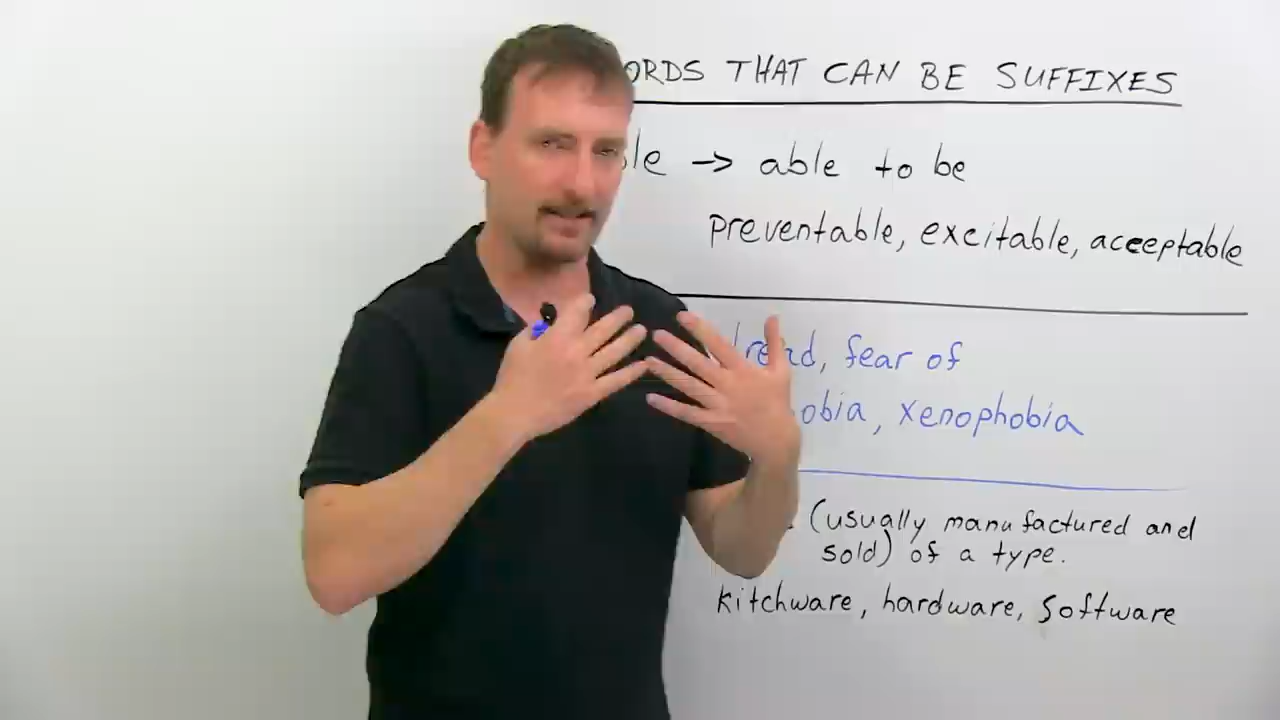 ORDS THAT CAN BE SUFFIXES
le → able to be
preventable, excitable, acceptable
dread, fear of
obia, xenophobia
(usually manufactured and
sold) of a type.
kitchware, hardware, software